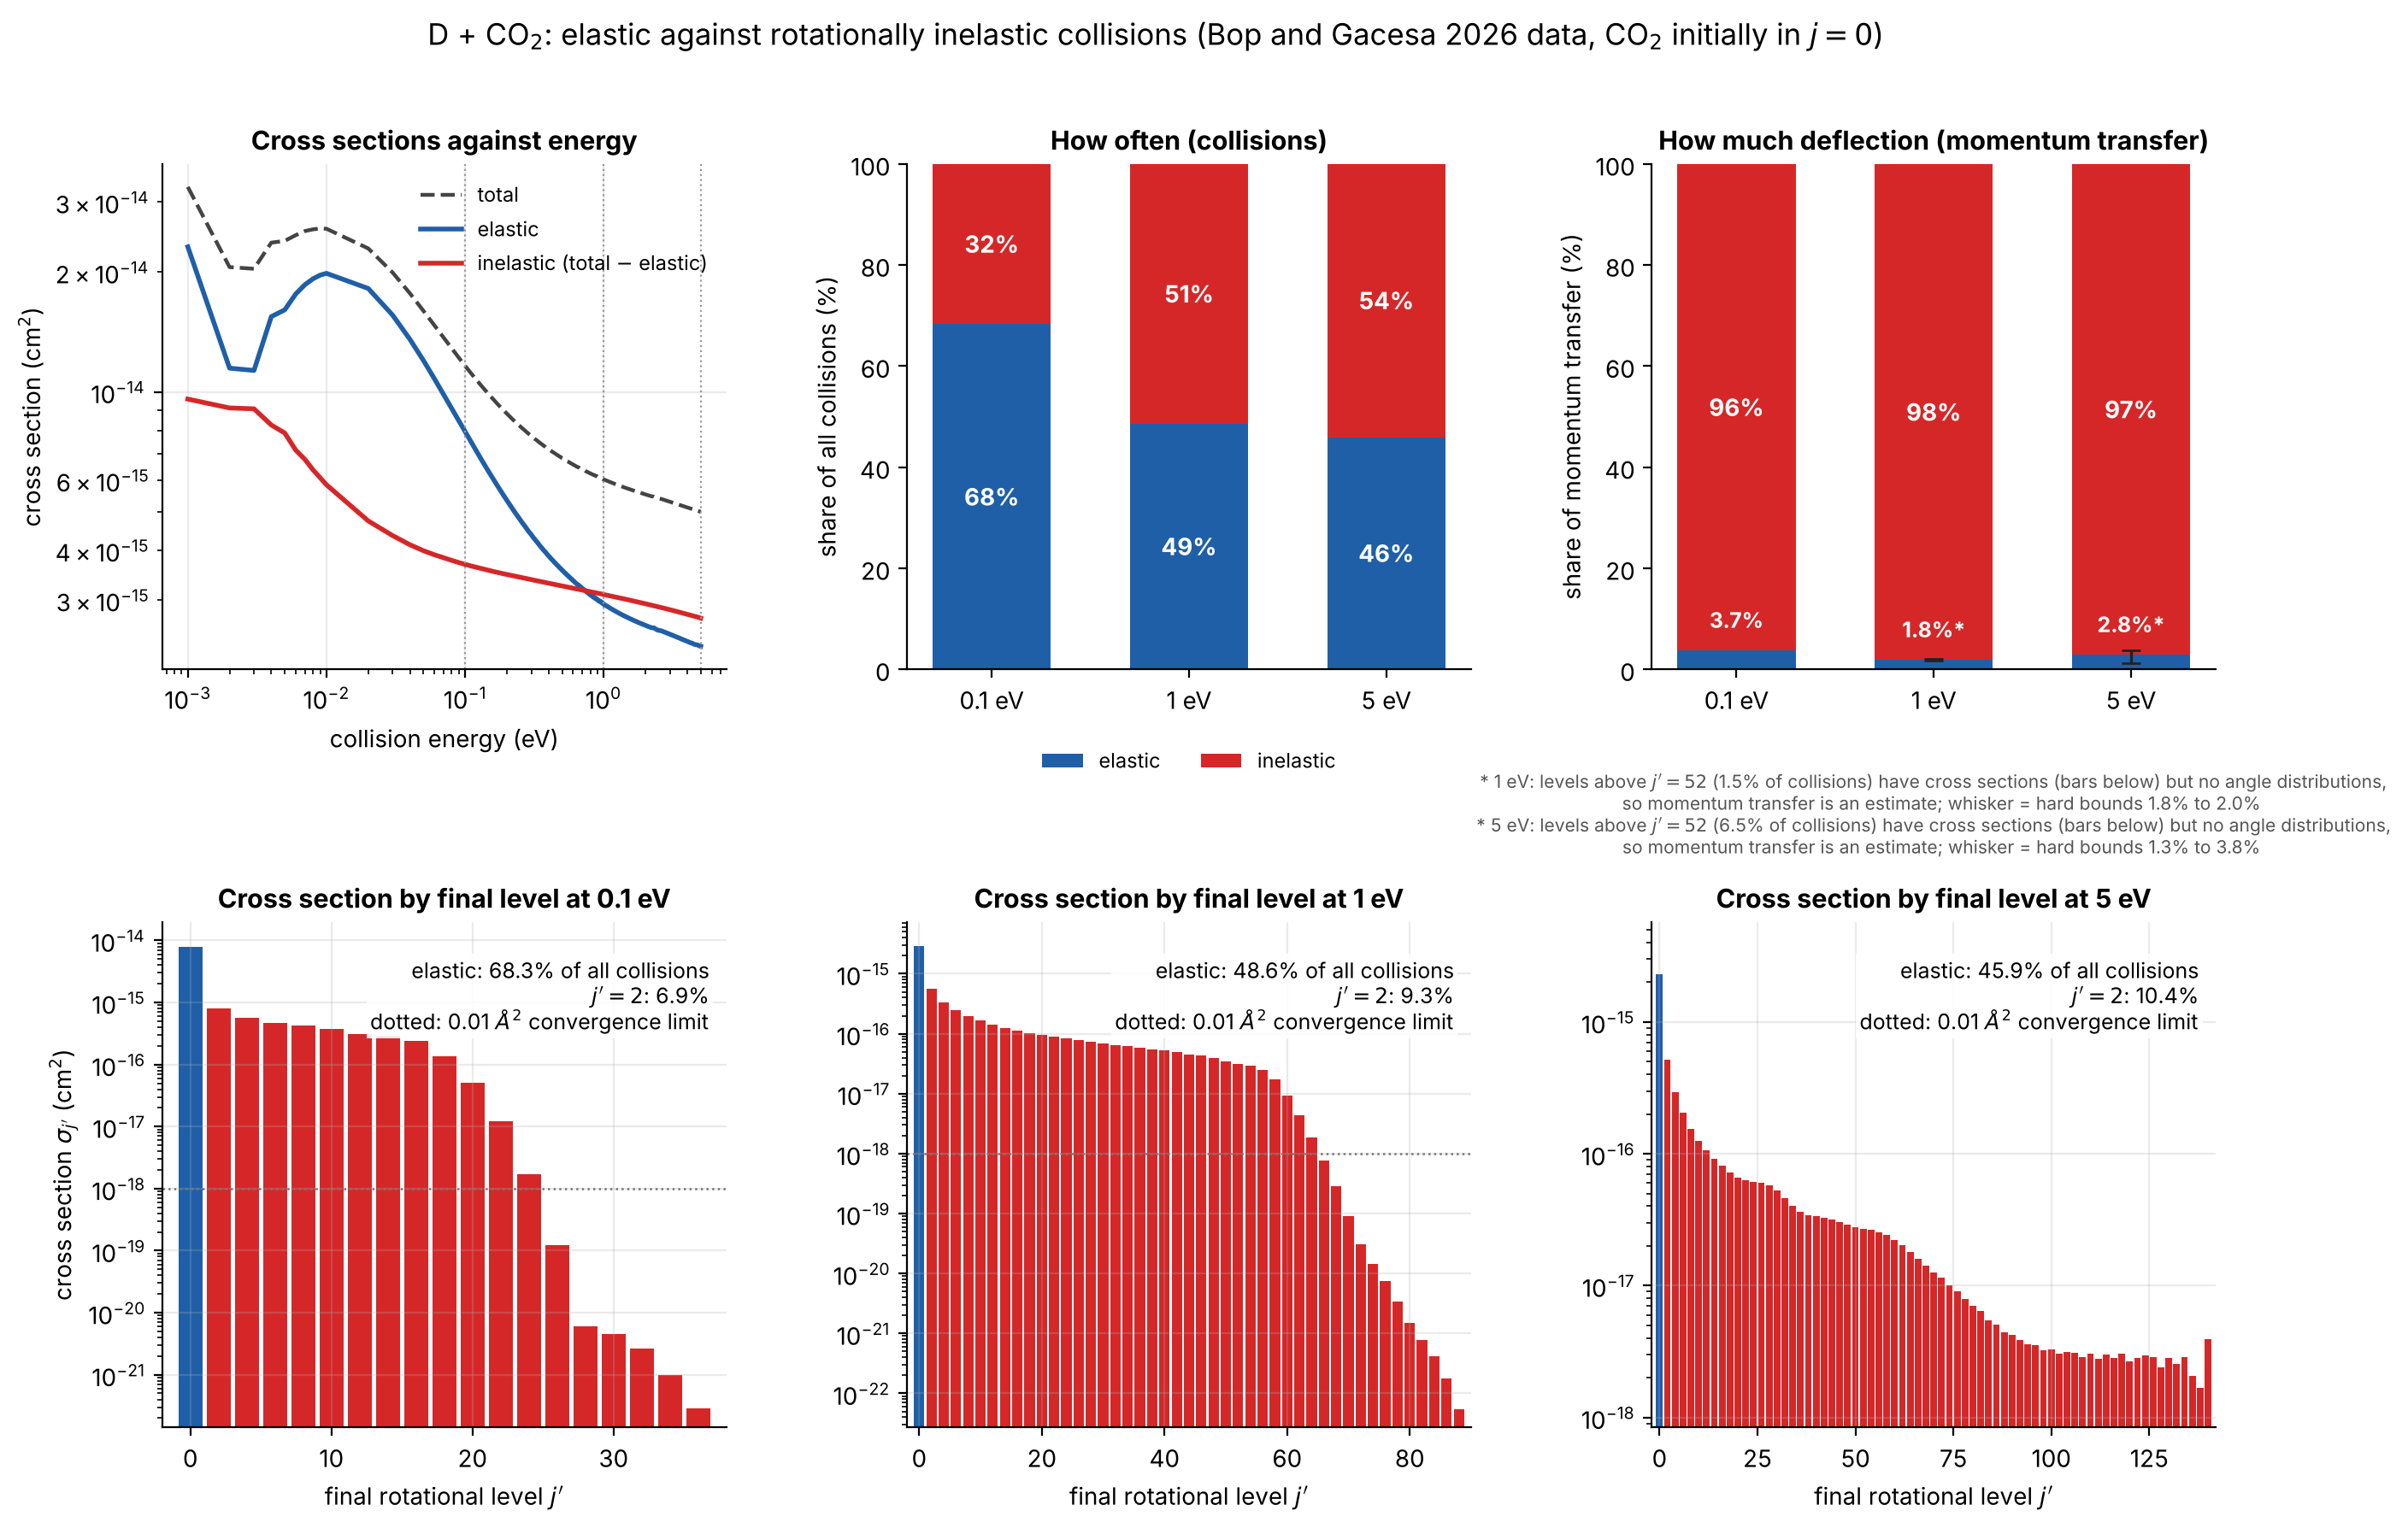 D + CO₂: elastic against rotationally inelastic collisions (Bop and Gacesa 2026 data, CO₂ initially in j = 0)
Cross sections against energy
cross section (cm²)
3 × 10⁻¹⁴
2 × 10⁻¹⁴
10⁻¹⁴
6 × 10⁻¹⁵
4 × 10⁻¹⁵
3 × 10⁻¹⁵
total
elastic
inelastic (total − elastic)
10⁻³ 10⁻² 10⁻¹ 10⁰
collision energy (eV)
How often (collisions)
share of all collisions (%)
100
80
60
40
20
0
32% 51% 54%
68% 49% 46%
0.1 eV 1 eV 5 eV
elastic inelastic
How much deflection (momentum transfer)
share of momentum transfer (%)
100
80
60
40
20
0
96% 98% 97%
3.7% 1.8%* 2.8%*
0.1 eV 1 eV 5 eV
* 1 eV: levels above j′ = 52 (1.5% of collisions) have cross sections (bars below) but no angle distributions,
so momentum transfer is an estimate; whisker = hard bounds 1.8% to 2.0%
* 5 eV: levels above j′ = 52 (6.5% of collisions) have cross sections (bars below) but no angle distributions,
so momentum transfer is an estimate; whisker = hard bounds 1.3% to 3.8%
Cross section by final level at 0.1 eV
cross section σⱼ′ (cm²)
10⁻¹⁴
10⁻¹⁵
10⁻¹⁶
10⁻¹⁷
10⁻¹⁸
10⁻¹⁹
10⁻²⁰
10⁻²¹
elastic: 68.3% of all collisions
j′ = 2: 6.9%
dotted: 0.01 Å² convergence limit
0 10 20 30
final rotational level j′
Cross section by final level at 1 eV
10⁻¹⁵
10⁻¹⁶
10⁻¹⁷
10⁻¹⁸
10⁻¹⁹
10⁻²⁰
10⁻²¹
10⁻²²
elastic: 48.6% of all collisions
j′ = 2: 9.3%
dotted: 0.01 Å² convergence limit
0 20 40 60 80
final rotational level j′
Cross section by final level at 5 eV
10⁻¹⁵
10⁻¹⁶
10⁻¹⁷
10⁻¹⁸
elastic: 45.9% of all collisions
j′ = 2: 10.4%
dotted: 0.01 Å² convergence limit
0 25 50 75 100 125
final rotational level j′